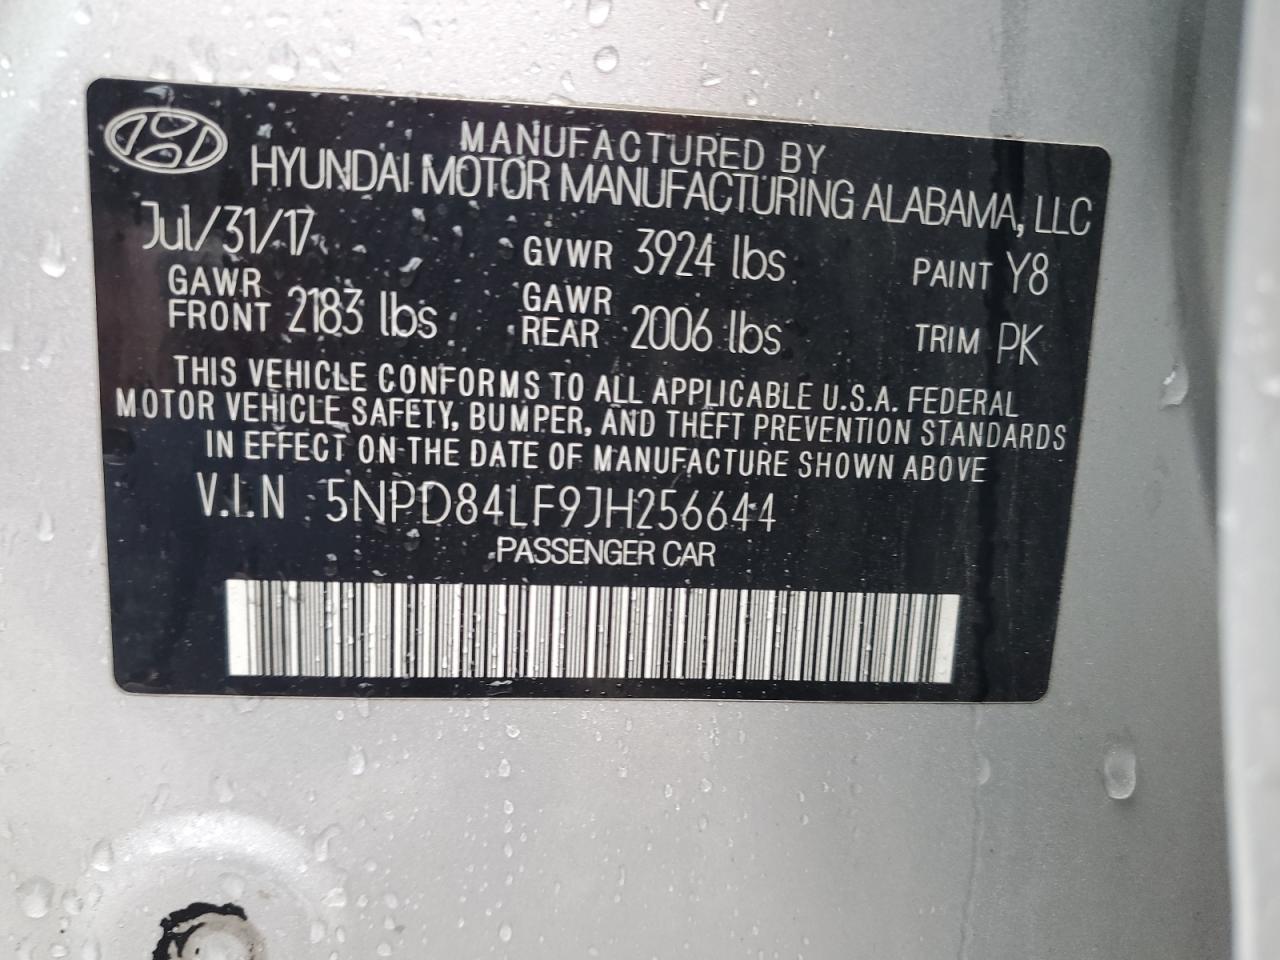 MANUFACTURED BY
HYUNDAI MOTOR MANUFACTURING ALABAMA, LLC
Jul/31/17 GVWR 3924 lbs PAINT Y8
GAWR FRONT 2183 lbs GAWR REAR 2006 lbs TRIM PK
THIS VEHICLE CONFORMS TO ALL APPLICABLE U.S.A. FEDERAL
MOTOR VEHICLE SAFETY, BUMPER, AND THEFT PREVENTION STANDARDS
IN EFFECT ON THE DATE OF MANUFACTURE SHOWN ABOVE
V.I.N 5NPD84LF9JH256644
PASSENGER CAR